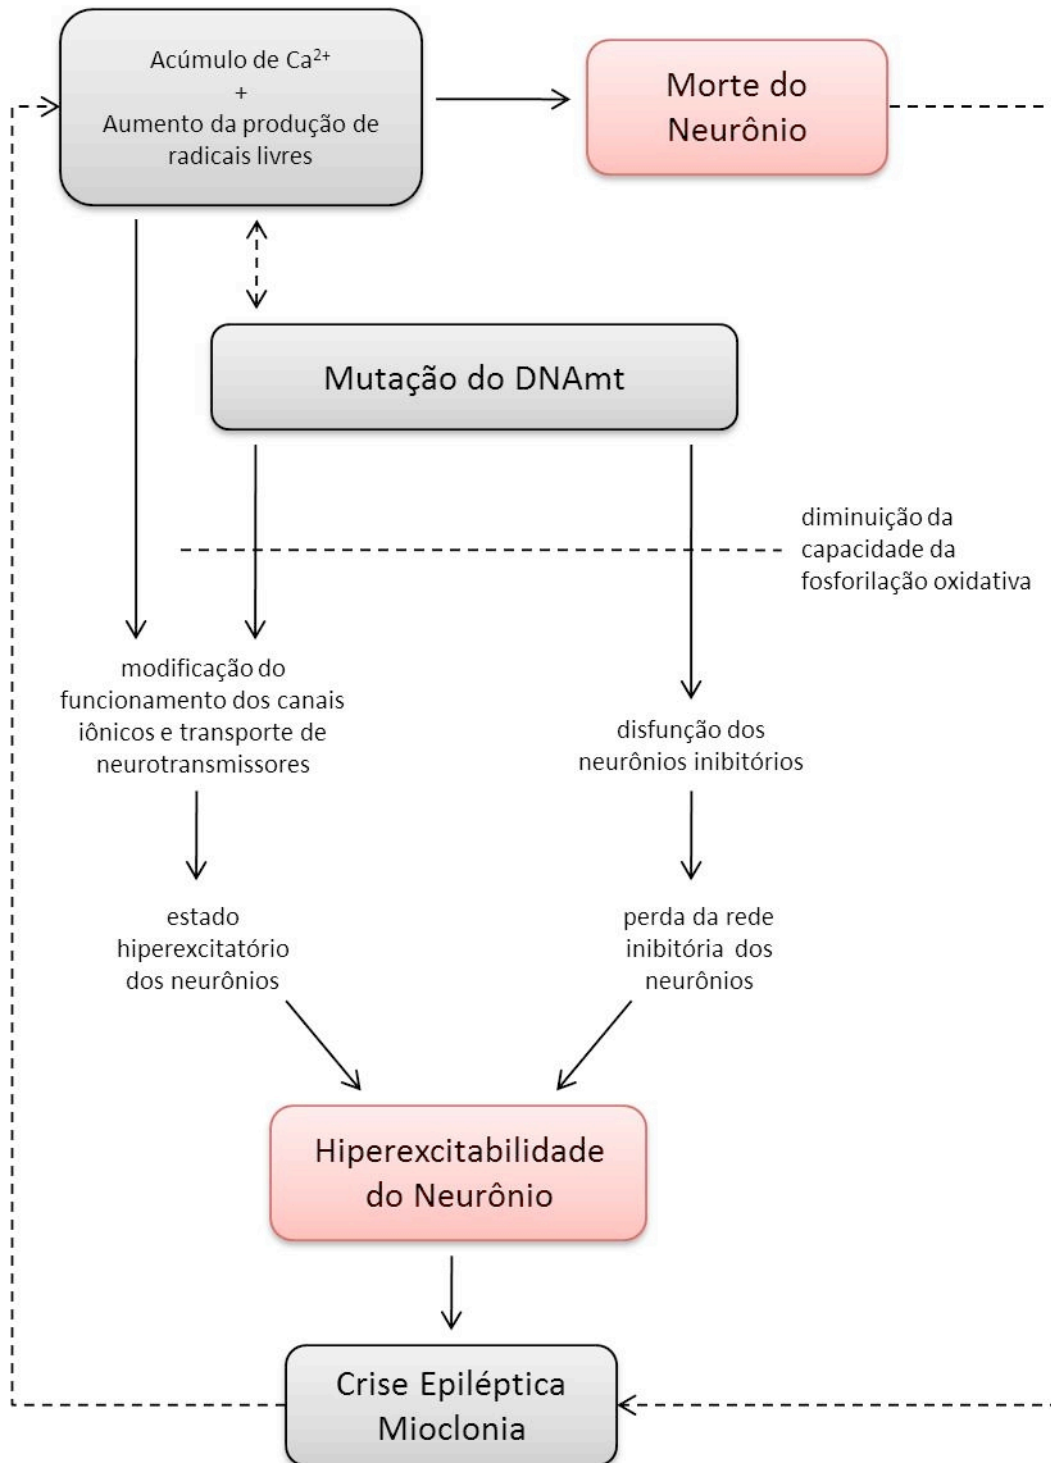 Acúmulo de Ca²⁺
+
Aumento da produção de
radicais livres
Morte do
Neurônio
Mutação do DNAmt
diminuição da
capacidade da
fosforilação oxidativa
modificação do
funcionamento dos canais
iônicos e transporte de
neurotransmissores
disfunção dos
neurônios inibitórios
estado
hiperexcitatório
dos neurônios
perda da rede
inibitória dos
neurônios
Hiperexcitabilidade
do Neurônio
Crise Epiléptica
Mioclonia